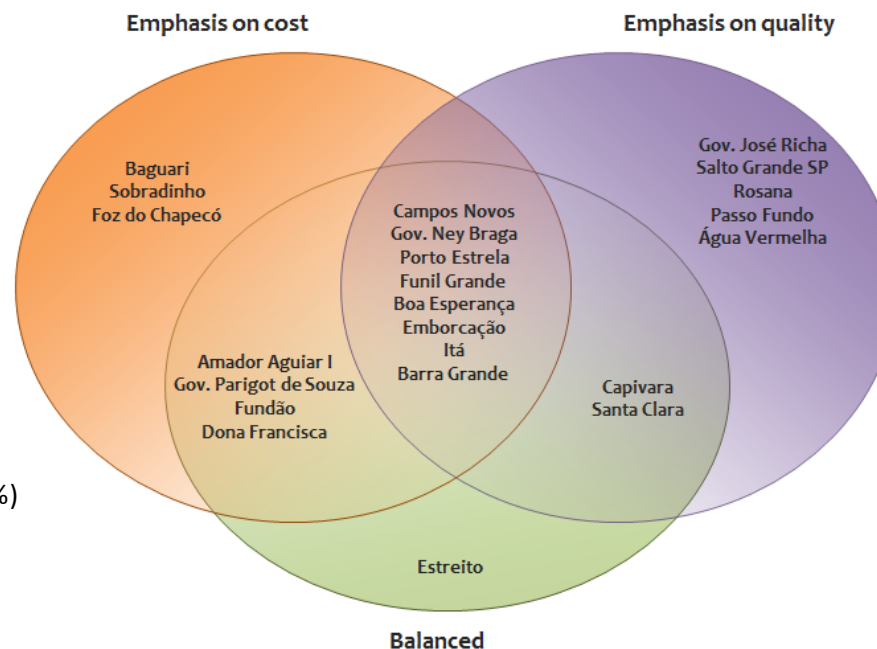 Emphasis on cost
Emphasis on quality
Baguari
Sobradinho
Foz do Chapecó
Campos Novos
Gov. Ney Braga
Porto Estrela
Funil Grande
Boa Esperança
Emborcação
Itá
Barra Grande
Gov. José Richa
Salto Grande SP
Rosana
Passo Fundo
Água Vermelha
Amador Aguiar I
Gov. Parigot de Souza
Fundão
Dona Francisca
Capivara
Santa Clara
%)
Estreito
Balanced